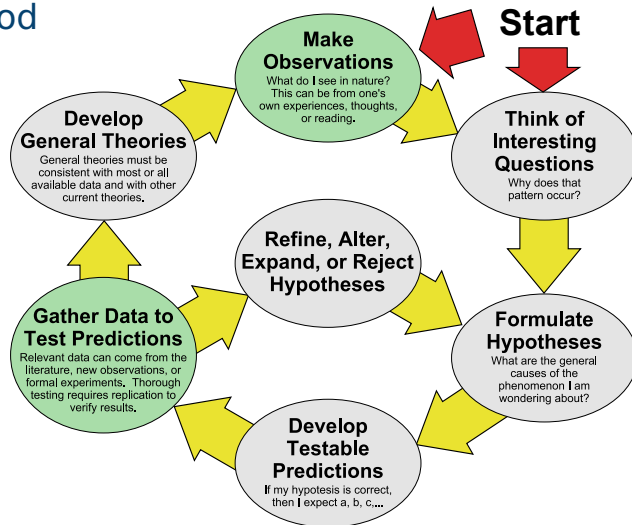 od
Start
Make
Observations
What do I see in nature?
This can be from one's
own experiences, thoughts,
or reading.
Think of
Interesting
Questions
Why does that
pattern occur?
Formulate
Hypotheses
What are the general
causes of the
phenomenon I am
wondering about?
Develop
Testable
Predictions
If my hypotesis is correct,
then I expect a, b, c,...
Gather Data to
Test Predictions
Relevant data can come from the
literature, new observations, or
formal experiments. Thorough
testing requires replication to
verify results.
Refine, Alter,
Expand, or Reject
Hypotheses
Develop
General Theories
General theories must be
consistent with most or all
available data and with other
current theories.